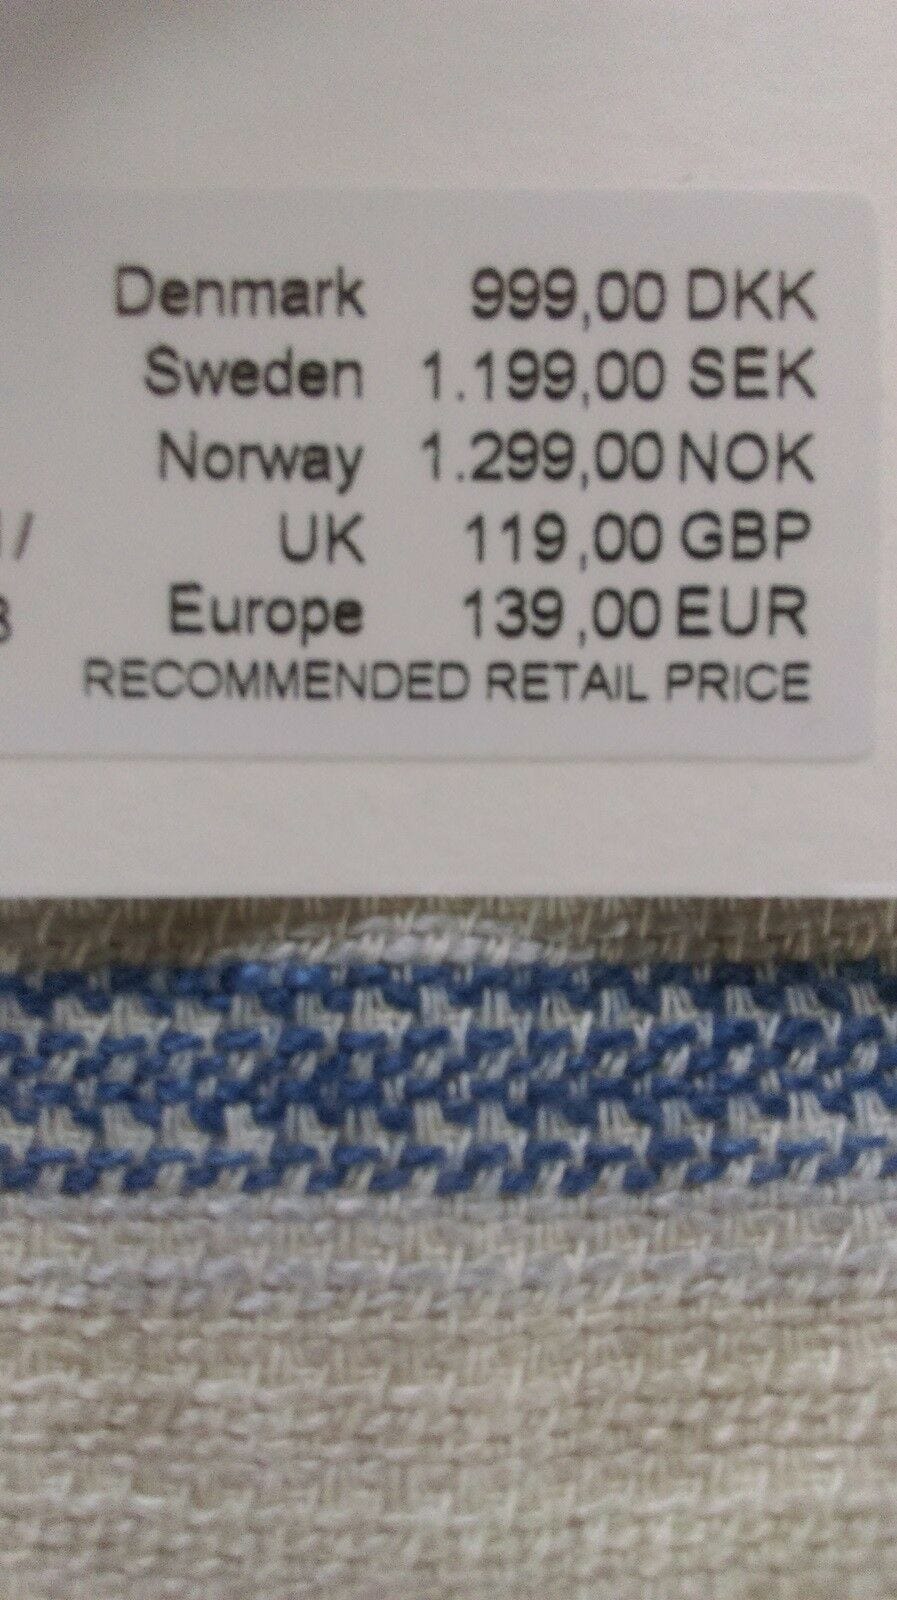 Denmark 999,00 DKK
Sweden 1.199,00 SEK
Norway 1.299,00 NOK
/ UK 119,00 GBP
3 Europe 139,00 EUR
RECOMMENDED RETAIL PRICE